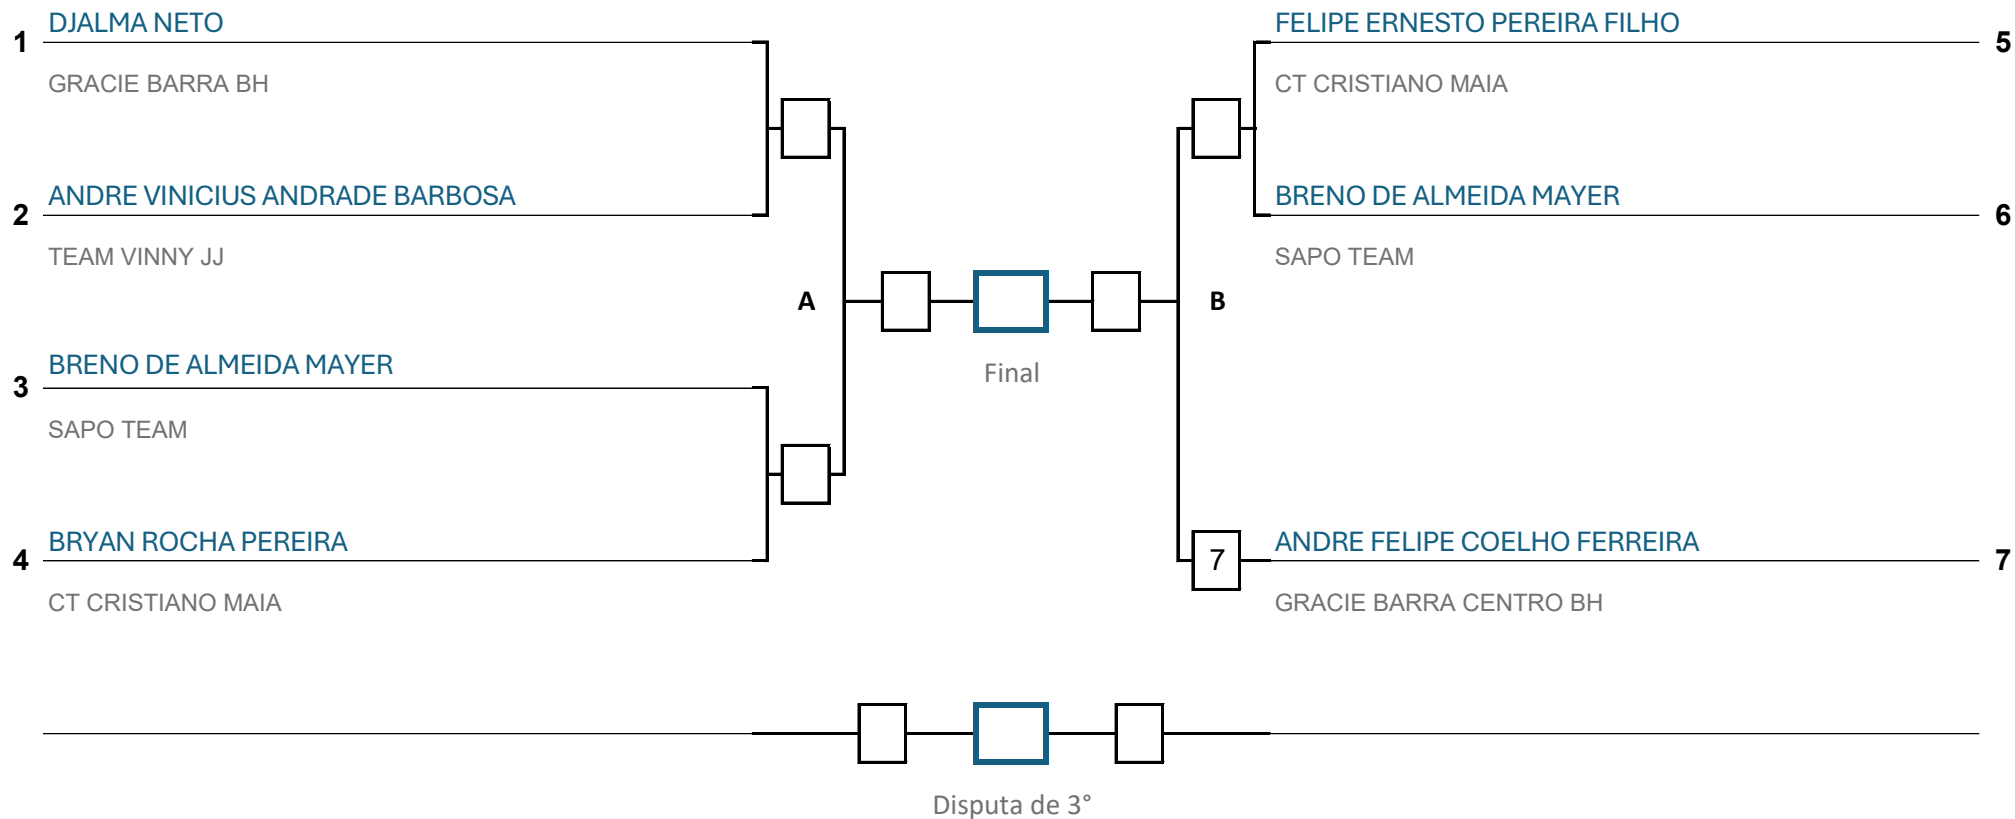 1 DJALMA NETO
GRACIE BARRA BH
2 ANDRE VINICIUS ANDRADE BARBOSA
TEAM VINNY JJ
A
3 BRENO DE ALMEIDA MAYER
SAPO TEAM
4 BRYAN ROCHA PEREIRA
CT CRISTIANO MAIA
Final
FELIPE ERNESTO PEREIRA FILHO 5
CT CRISTIANO MAIA
BRENO DE ALMEIDA MAYER 6
SAPO TEAM
B
7 ANDRE FELIPE COELHO FERREIRA 7
GRACIE BARRA CENTRO BH
Disputa de 3°